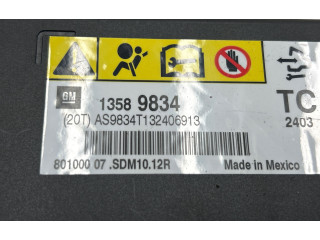 GM 1358 9834 TC
(20T) AS9834T132406913 2403
801000 07 .SDM10.12R Made in Mexico